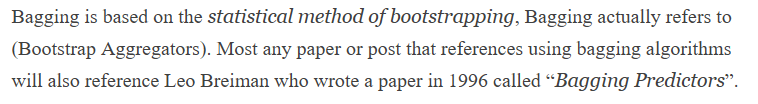 Bagging is based on the statistical method of bootstrapping, Bagging actually refers to
(Bootstrap Aggregators). Most any paper or post that references using bagging algorithms
will also reference Leo Breiman who wrote a paper in 1996 called “Bagging Predictors”.